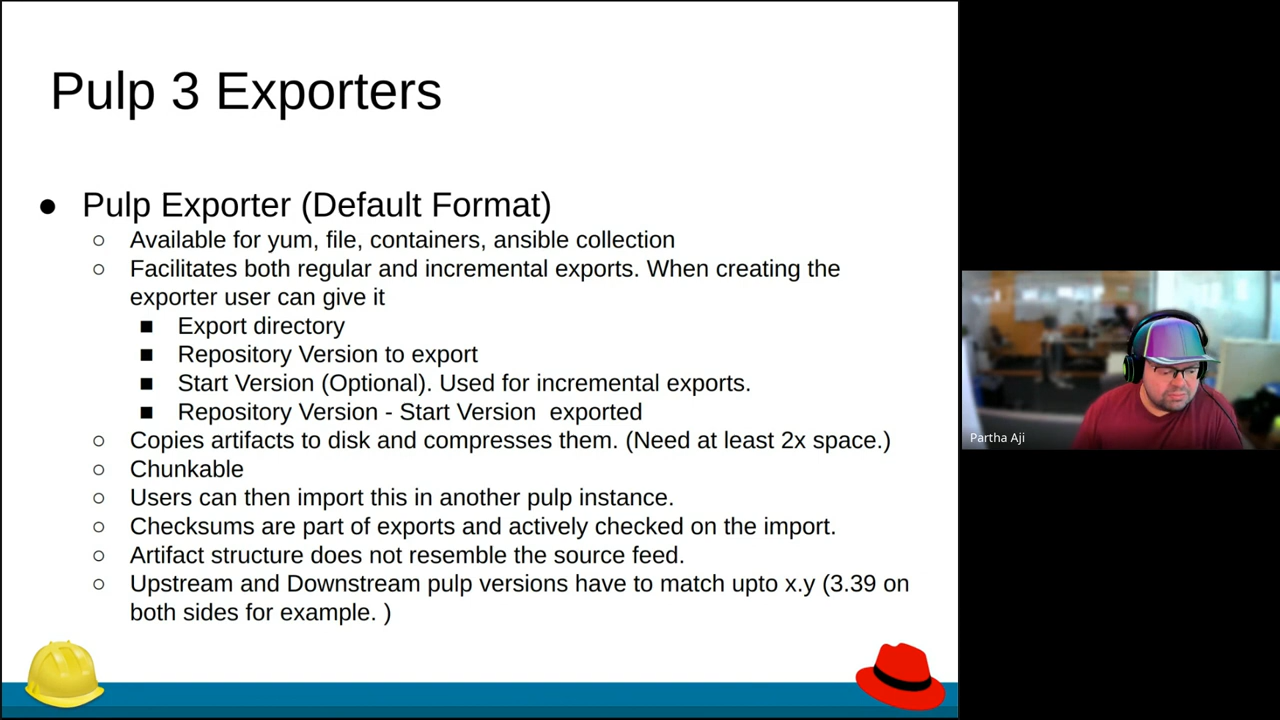 Pulp 3 Exporters
● Pulp Exporter (Default Format)
○ Available for yum, file, containers, ansible collection
○ Facilitates both regular and incremental exports. When creating the
exporter user can give it
■ Export directory
■ Repository Version to export
■ Start Version (Optional). Used for incremental exports.
■ Repository Version - Start Version  exported
○ Copies artifacts to disk and compresses them. (Need at least 2x space.)
○ Chunkable
○ Users can then import this in another pulp instance.
○ Checksums are part of exports and actively checked on the import.
○ Artifact structure does not resemble the source feed.
○ Upstream and Downstream pulp versions have to match upto x.y (3.39 on
both sides for example. )
Partha Aji